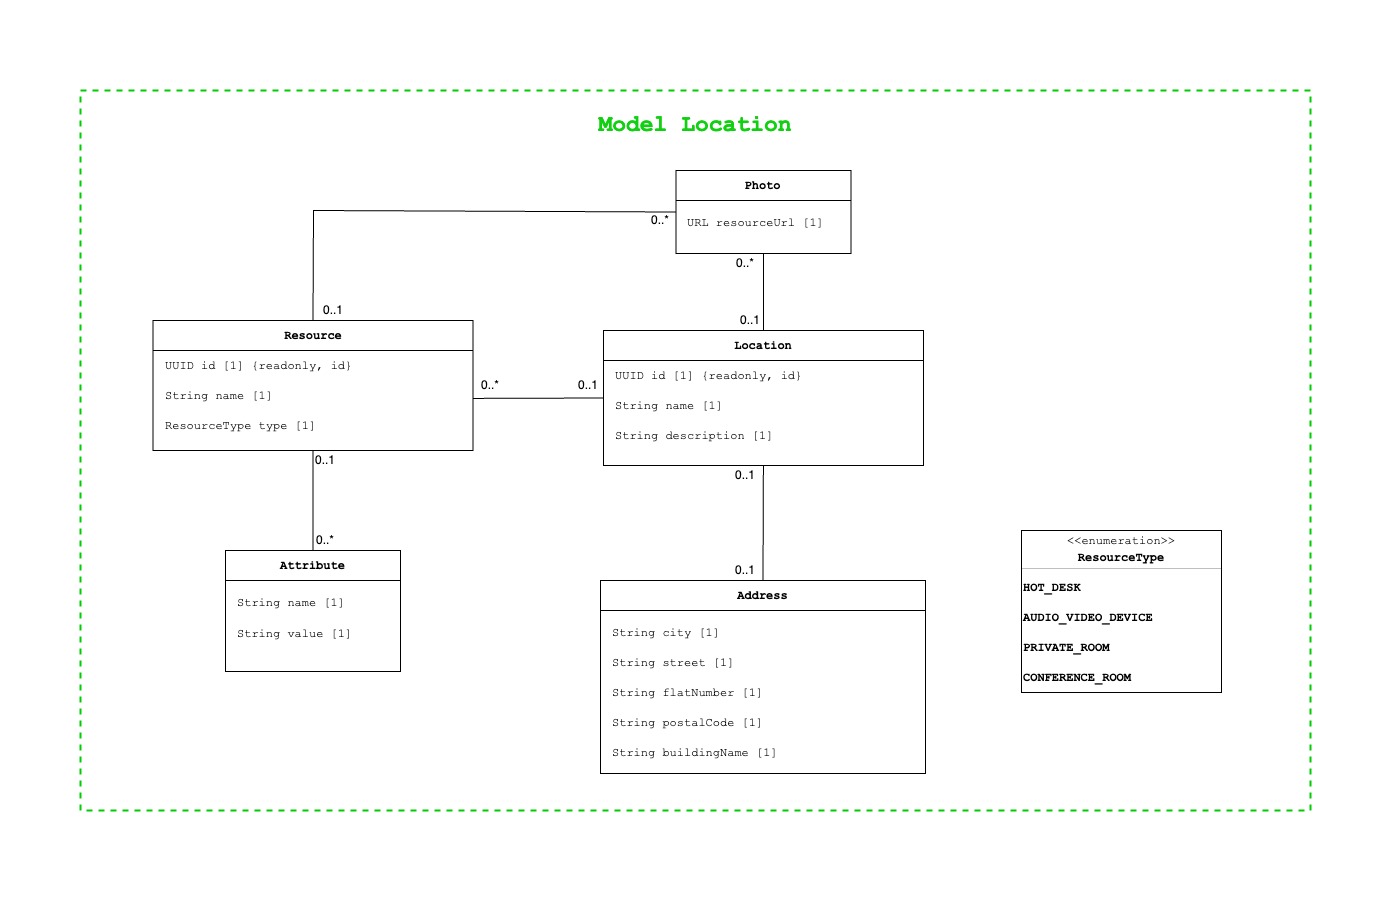 Model Location
Photo
URL resourceUrl [1]
0..*
0..*
0..1
0..1
Resource
UUID id [1] {readonly, id}
String name [1]
ResourceType type [1]
0..*
0..1
Location
UUID id [1] {readonly, id}
String name [1]
String description [1]
0..1
0..*
Attribute
String name [1]
String value [1]
0..1
0..1
Address
String city [1]
String street [1]
String flatNumber [1]
String postalCode [1]
String buildingName [1]
<<enumeration>>
ResourceType
HOT_DESK
AUDIO_VIDEO_DEVICE
PRIVATE_ROOM
CONFERENCE_ROOM